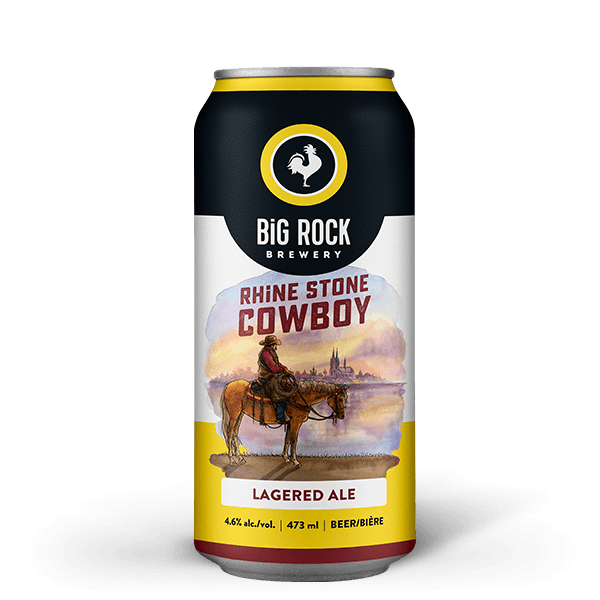 BiG ROCK
BREWERY
RHiNE STONE
COWBOY
LAGERED ALE
4.6% alc./vol. | 473 ml | BEER/BIÈRE